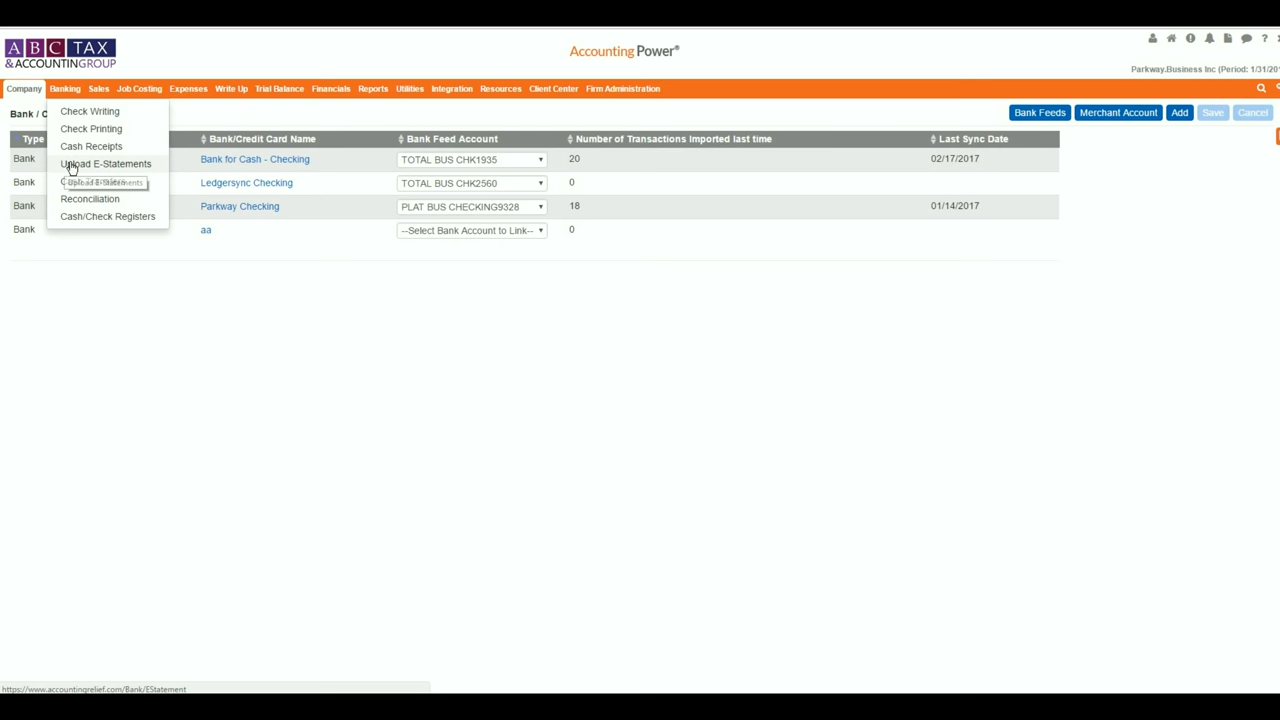 ABC TAX
& ACCOUNTINGGROUP
Accounting Power®
Parkway.Business Inc (Period: 1/31/201
Company Banking Sales Job Costing Expenses Write Up Trial Balance Financials Reports Utilities Integration Resources Client Center Firm Administration
Bank / C
Bank Feeds Merchant Account Add Save Cancel
Check Writing
Check Printing
Cash Receipts
Upload E-Statements
Upload E-Statements
Reconciliation
Cash/Check Registers
Type Bank/Credit Card Name Bank Feed Account Number of Transactions Imported last time Last Sync Date
Bank Bank for Cash - Checking TOTAL BUS CHK1935 20 02/17/2017
Bank Ledgersync Checking TOTAL BUS CHK2560 0
Bank Parkway Checking PLAT BUS CHECKING9328 18 01/14/2017
Bank aa --Select Bank Account to Link-- 0
https://www.accountingrelief.com/Bank/EStatement